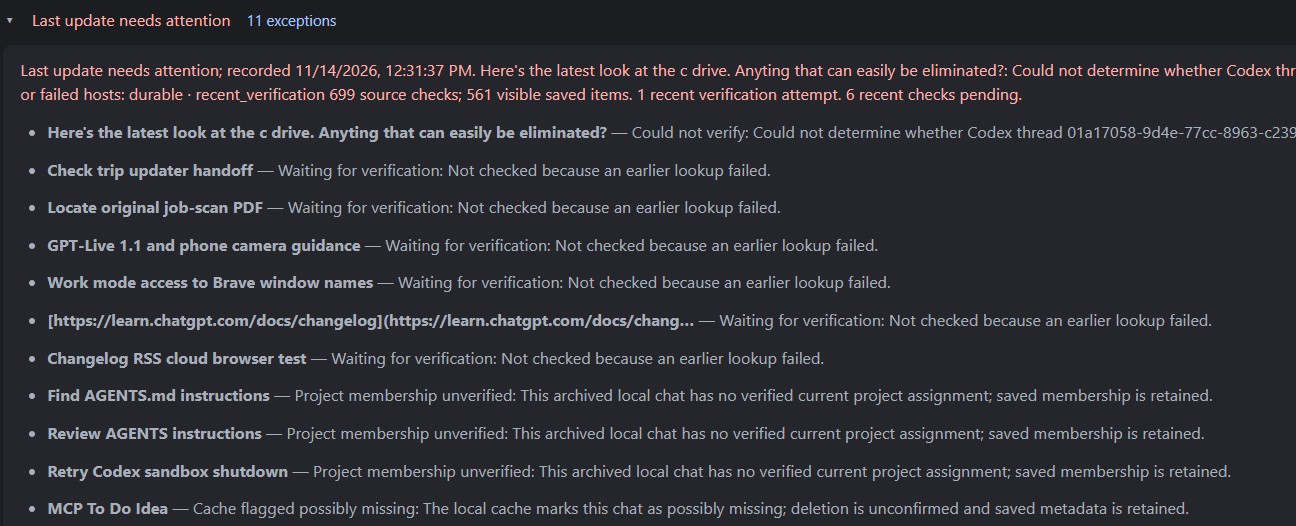 Last update needs attention 11 exceptions
Last update needs attention; recorded 11/14/2026, 12:31:37 PM. Here's the latest look at the c drive. Anyting that can easily be eliminated?: Could not determine whether Codex
or failed hosts: durable · recent_verification 699 source checks; 561 visible saved items. 1 recent verification attempt. 6 recent checks pending.
• Here's the latest look at the c drive. Anyting that can easily be eliminated? — Could not verify: Could not determine whether Codex thread 01a17058-9d4e-77cc-8963-c239
• Check trip updater handoff — Waiting for verification: Not checked because an earlier lookup failed.
• Locate original job-scan PDF — Waiting for verification: Not checked because an earlier lookup failed.
• GPT-Live 1.1 and phone camera guidance — Waiting for verification: Not checked because an earlier lookup failed.
• Work mode access to Brave window names — Waiting for verification: Not checked because an earlier lookup failed.
• [https://learn.chatgpt.com/docs/changelog](https://learn.chatgpt.com/docs/chang... — Waiting for verification: Not checked because an earlier lookup failed.
• Changelog RSS cloud browser test — Waiting for verification: Not checked because an earlier lookup failed.
• Find AGENTS.md instructions — Project membership unverified: This archived local chat has no verified current project assignment; saved membership is retained.
• Review AGENTS instructions — Project membership unverified: This archived local chat has no verified current project assignment; saved membership is retained.
• Retry Codex sandbox shutdown — Project membership unverified: This archived local chat has no verified current project assignment; saved membership is retained.
• MCP To Do Idea — Cache flagged possibly missing: The local cache marks this chat as possibly missing; deletion is unconfirmed and saved metadata is retained.